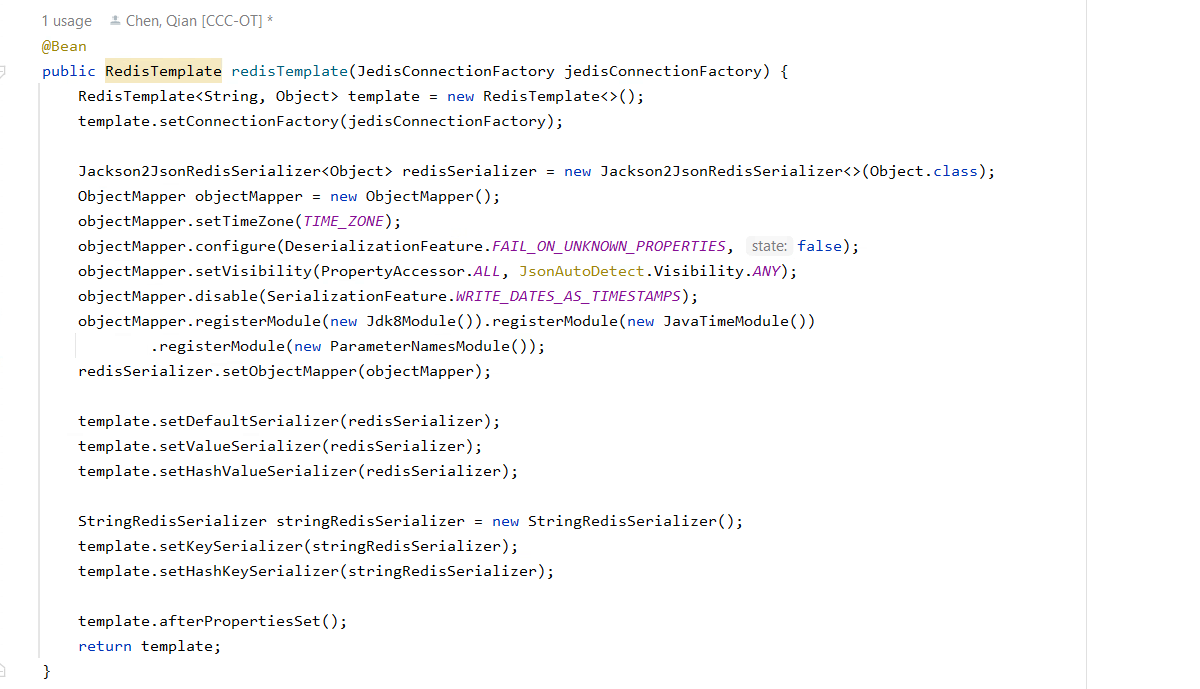 1 usage Chen, Qian [CCC-OT] *
@Bean
public RedisTemplate redisTemplate(JedisConnectionFactory jedisConnectionFactory) {
RedisTemplate<String, Object> template = new RedisTemplate<>();
template.setConnectionFactory(jedisConnectionFactory);
Jackson2JsonRedisSerializer<Object> redisSerializer = new Jackson2JsonRedisSerializer<>(Object.class);
ObjectMapper objectMapper = new ObjectMapper();
objectMapper.setTimeZone(TIME_ZONE);
objectMapper.configure(DeserializationFeature.FAIL_ON_UNKNOWN_PROPERTIES, state: false);
objectMapper.setVisibility(PropertyAccessor.ALL, JsonAutoDetect.Visibility.ANY);
objectMapper.disable(SerializationFeature.WRITE_DATES_AS_TIMESTAMPS);
objectMapper.registerModule(new Jdk8Module()).registerModule(new JavaTimeModule())
.registerModule(new ParameterNamesModule());
redisSerializer.setObjectMapper(objectMapper);
template.setDefaultSerializer(redisSerializer);
template.setValueSerializer(redisSerializer);
template.setHashValueSerializer(redisSerializer);
StringRedisSerializer stringRedisSerializer = new StringRedisSerializer();
template.setKeySerializer(stringRedisSerializer);
template.setHashKeySerializer(stringRedisSerializer);
template.afterPropertiesSet();
return template;
}